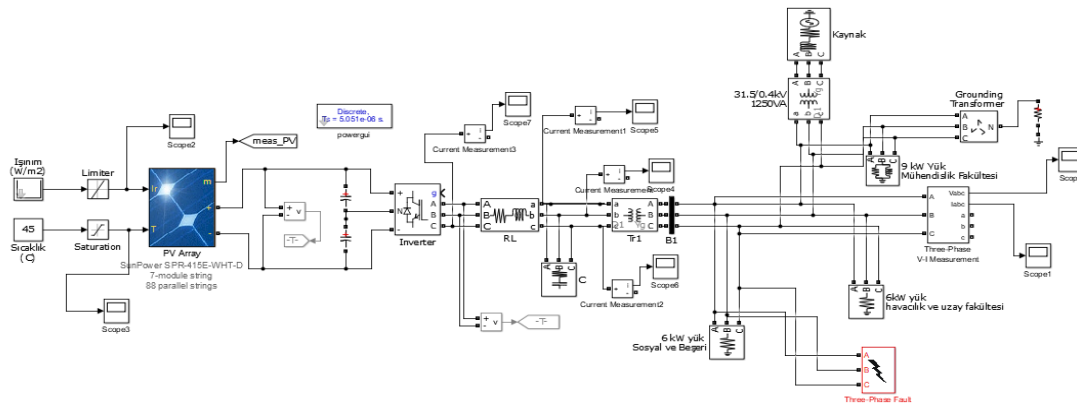 Kaynak
31.5/0.4kV
1250VA
Grounding
Transformer
Discrete,
Ts = 5.051e-06 s.
powergui
Scope7
Scope5
Current Measurement1
Current Measurement3
Scope2
meas_PV
Işınım
(W/m2)
Limiter
9 kW Yük
Mühendislik Fakültesi
Scope4
45
Sıcaklık
(C)
Saturation
PV Array
SunPower SPR-415E-WHT-D
7-module string
88 parallel strings
Inverter
RL
Tr1
B1
Vabc
Iabc
Three-Phase
V-I Measurement
Scope1
C
Current Measurement2
Scope6
Scope3
-T-
-T-
6kW yük
havacılık ve uzay fakültesi
6 kW yük
Sosyal ve Beşeri
Three-Phase Fault